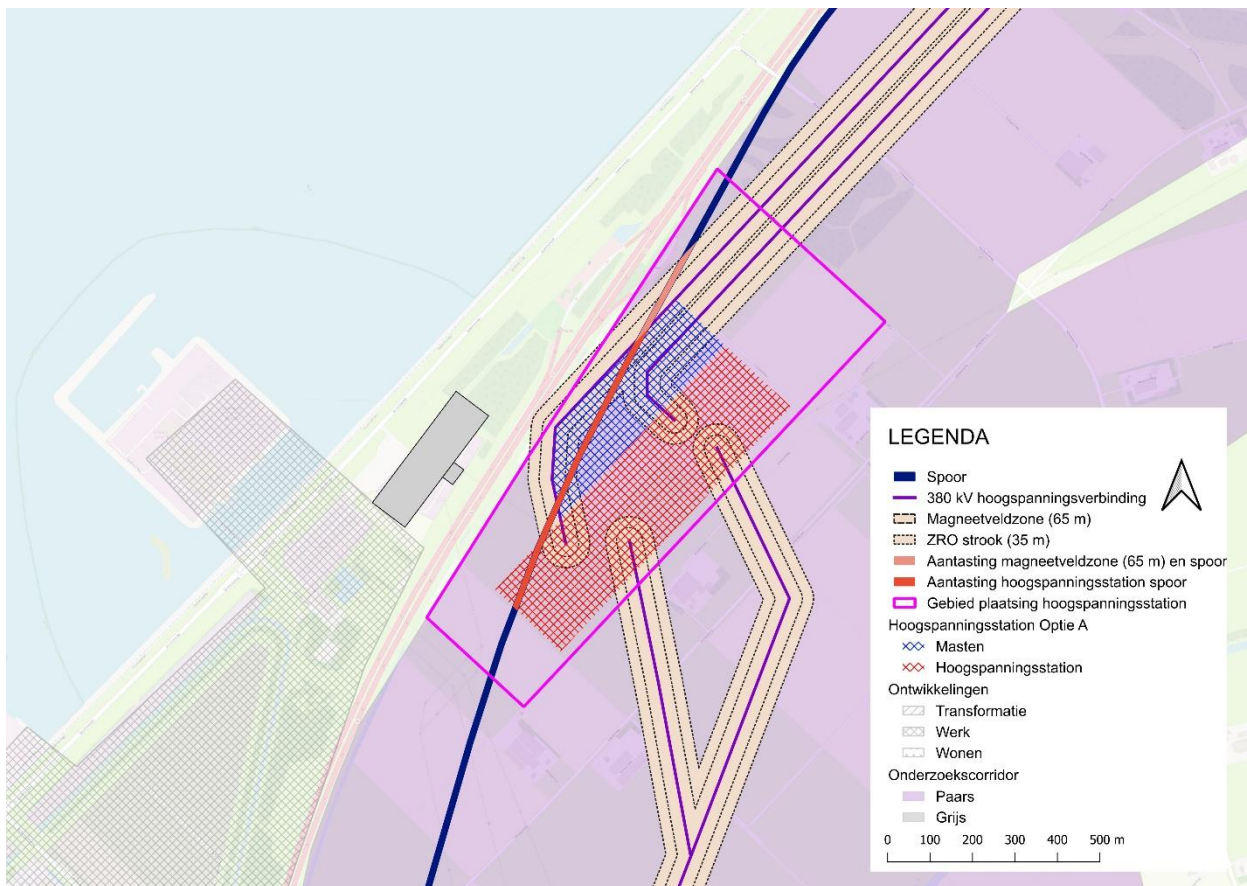 LEGENDA
Spoor
380 kV hoogspanningsverbinding
Magneetveldzone (65 m)
ZRO strook (35 m)
Aantasting magneetveldzone (65 m) en spoor
Aantasting hoogspanningsstation spoor
Gebied plaatsing hoogspanningsstation
Hoogspanningsstation Optie A
Masten
Hoogspanningsstation
Ontwikkelingen
Transformatie
Werk
Wonen
Onderzoekscorridor
Paars
Grijs
0 100 200 300 400 500 m